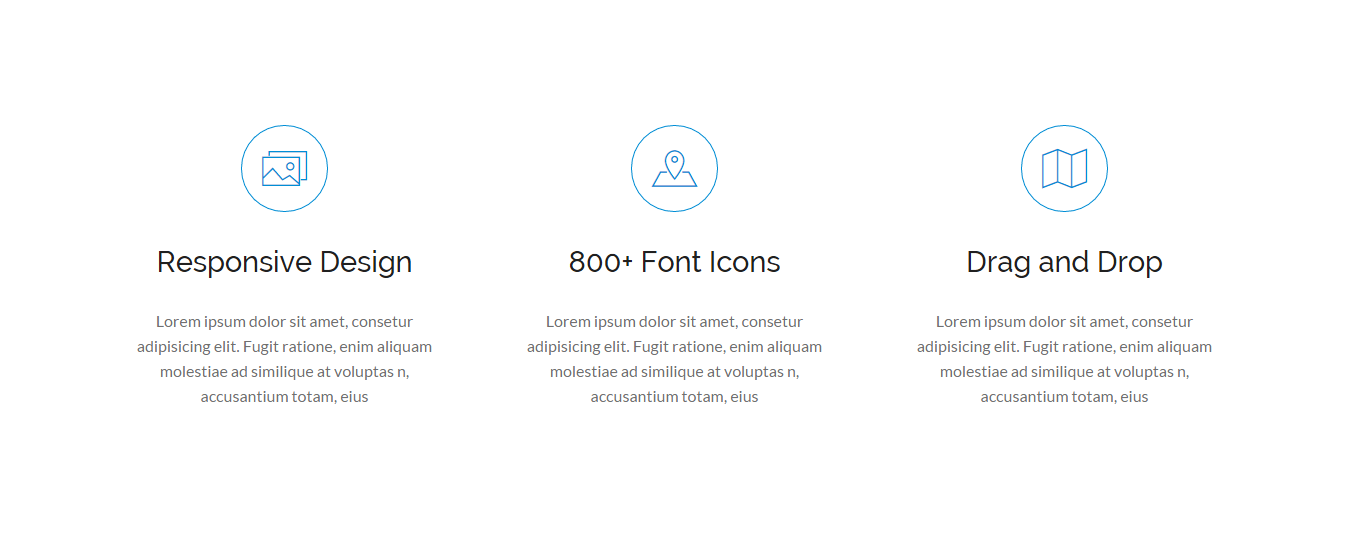 Responsive Design
Lorem ipsum dolor sit amet, consetur
adipisicing elit. Fugit ratione, enim aliquam
molestiae ad similique at voluptas n,
accusantium totam, eius
800+ Font Icons
Lorem ipsum dolor sit amet, consetur
adipisicing elit. Fugit ratione, enim aliquam
molestiae ad similique at voluptas n,
accusantium totam, eius
Drag and Drop
Lorem ipsum dolor sit amet, consetur
adipisicing elit. Fugit ratione, enim aliquam
molestiae ad similique at voluptas n,
accusantium totam, eius